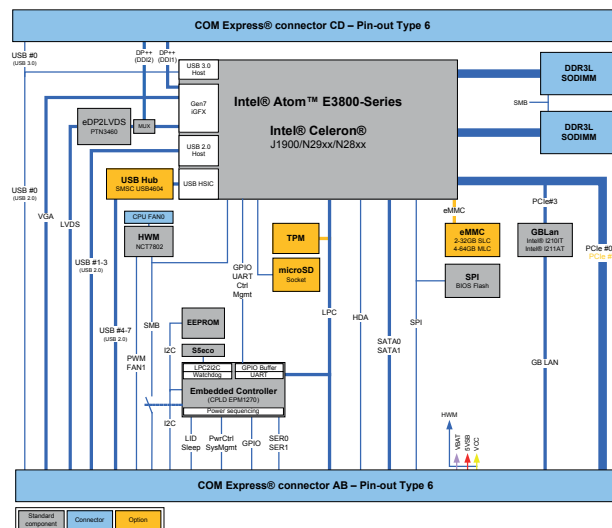 COM Express® connector CD – Pin-out Type 6
USB #0
(USB 3.0)
DP++
(DDI2)
DP++
(DDI1)
USB 3.0
Host
Gen7
iGFX
USB 2.0
Host
USB HSIC
Intel® Atom™ E3800-Series
Intel® Celeron®
J1900/N29xx/N28xx
DDR3L
SODIMM
SMB
DDR3L
SODIMM
eDP2LVDS
PTN3460
MUX
USB Hub
SMSC USB4604
USB #0
(USB 2.0)
VGA
LVDS
USB #1-3
(USB 2.0)
USB #4-7
(USB 2.0)
CPU FAN0
HWM
NCT7802
PWM
FAN1
SMB
I2C
I2C
GPIO
UART
Ctrl
Mgmt
TPM
microSD
Socket
LPC
HDA
SATA0
SATA1
SPI
eMMC
eMMC
2-32GB SLC
4-64GB MLC
SPI
BIOS Flash
PCIe#3
GBLan
Intel® I210IT
Intel® I211AT
PCIe #0
PCIe #
GB LAN
EEPROM
S5eco
LPC2I2C
GPIO Buffer
Watchdog
UART
Embedded Controller
(CPLD EPM1270)
Power sequencing
LID
Sleep
PwrCtrl
SysMgmt
GPIO
SER0
SER1
HWM
VBAT
5VSB
VCC
COM Express® connector AB – Pin-out Type 6
Standard
component
Connector
Option